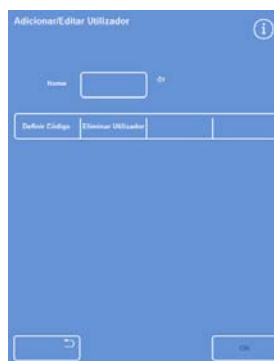 Adicionar/Editar Utilizador
Nome
Definir Código Eliminar Utilizador
OK